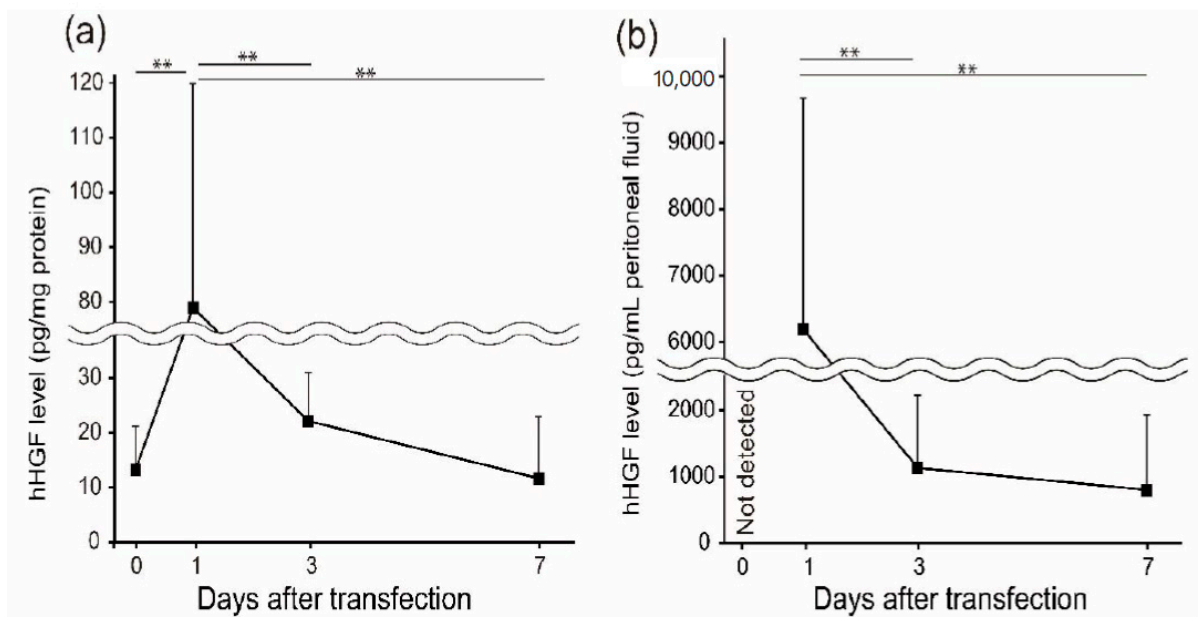 (a)
**
**
**
120
110
100
90
80
30
20
10
0
hHGF level (pg/mg protein)
0 1 3 7
Days after transfection
(b)
**
**
10,000
9000
8000
7000
6000
2000
1000
0
hHGF level (pg/mL peritoneal fluid)
Not detected
0 1 3 7
Days after transfection